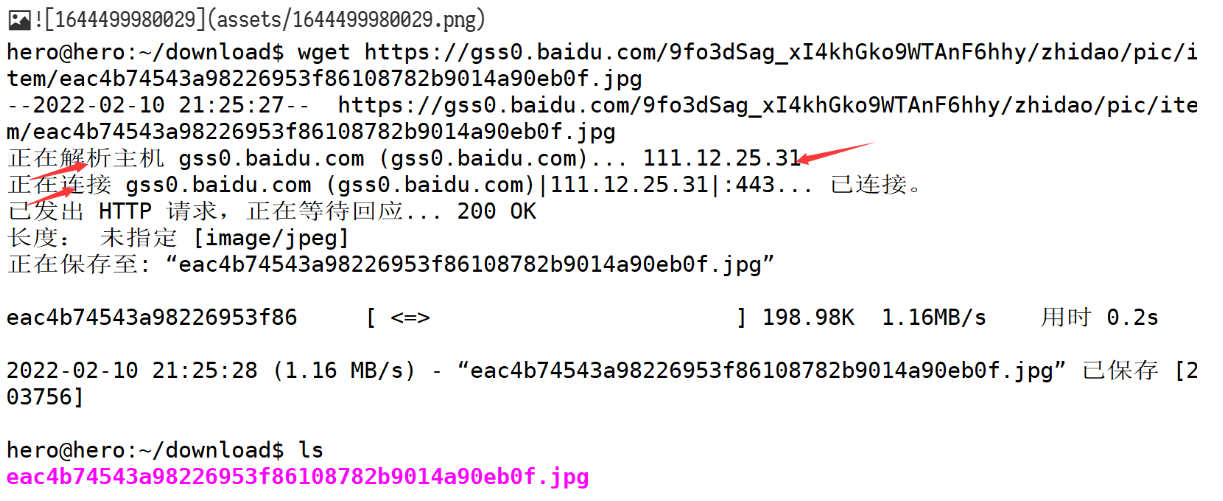 ![1644499980029](assets/1644499980029.png)
hero@hero:~/download$ wget https://gss0.baidu.com/9fo3dSag_xI4khGko9WTAnF6hhy/zhidao/pic/i
tem/eac4b74543a98226953f86108782b9014a90eb0f.jpg
--2022-02-10 21:25:27--  https://gss0.baidu.com/9fo3dSag_xI4khGko9WTAnF6hhy/zhidao/pic/ite
m/eac4b74543a98226953f86108782b9014a90eb0f.jpg
正在解析主机 gss0.baidu.com (gss0.baidu.com)... 111.12.25.31
正在连接 gss0.baidu.com (gss0.baidu.com)|111.12.25.31|:443... 已连接。
已发出 HTTP 请求，正在等待回应... 200 OK
长度： 未指定 [image/jpeg]
正在保存至: “eac4b74543a98226953f86108782b9014a90eb0f.jpg”
eac4b74543a98226953f86     [ <=>                       ] 198.98K  1.16MB/s    用时 0.2s
2022-02-10 21:25:28 (1.16 MB/s) - “eac4b74543a98226953f86108782b9014a90eb0f.jpg” 已保存 [2
03756]
hero@hero:~/download$ ls
eac4b74543a98226953f86108782b9014a90eb0f.jpg